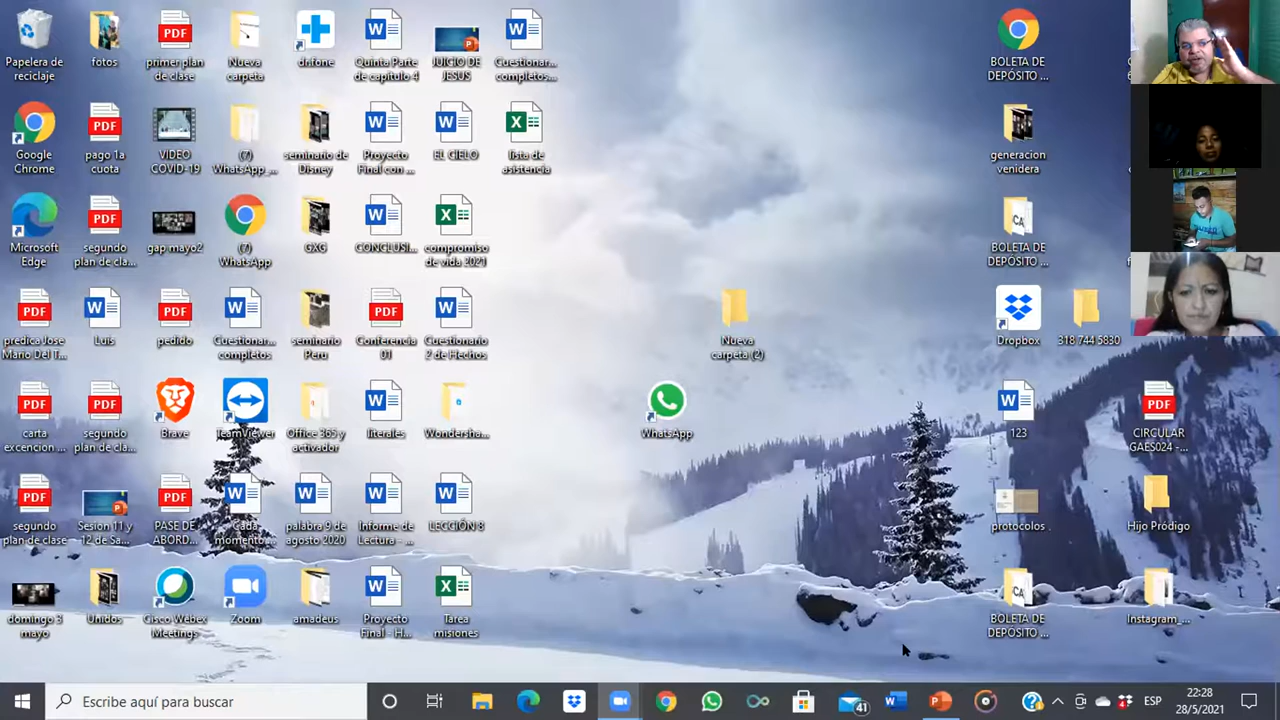 Papelera de
reciclaje
fotos
primer plan
de clase
Nueva
carpeta
drifone
Quinta Parte
de capitulo 4
JUICIO DE
JESUS
Cuestionar...
completos...
BOLETA DE
DEPÓSITO ...
Google
Chrome
pago 1a
cuota
VIDEO
COVID-19
(7)
WhatsApp_...
seminario de
Disney
Proyecto
Final con ...
EL CIELO
lista de
asistencia
generacion
venidera
Microsoft
Edge
segundo
plan de cla...
gap mayo2
(7)
WhatsApp
GXG
CONCLUSI...
compromiso
de vida 2021
BOLETA DE
DEPÓSITO ...
predica Jose
Mario Del T...
Luis
pedido
Cuestionar...
completos
seminario
Peru
Conferencia
01
Cuestionario
2 de Hechos
Nueva
carpeta (2)
Dropbox
318 744 5830
carta
excencion ...
segundo
plan de cla...
Brave
TeamViewer
Office 365 y
activador
literales
Wondersha...
WhatsApp
123
CIRCULAR
GAES024 -...
segundo
plan de clase
Sesion 11 y
12 de Sa...
PASE DE
ABORD...
Cada
momento...
palabra 9 de
agosto 2020
Informe de
Lectura - ...
LECCIÓN 8
protocolos
Hijo Pródigo
domingo 3
mayo
Unidos
Cisco Webex
Meetings
Zoom
amadeus
Proyecto
Final - H...
Tarea
misiones
BOLETA DE
DEPÓSITO ...
Instagram_...
Escribe aquí para buscar
41
ESP
22:28
28/5/2021